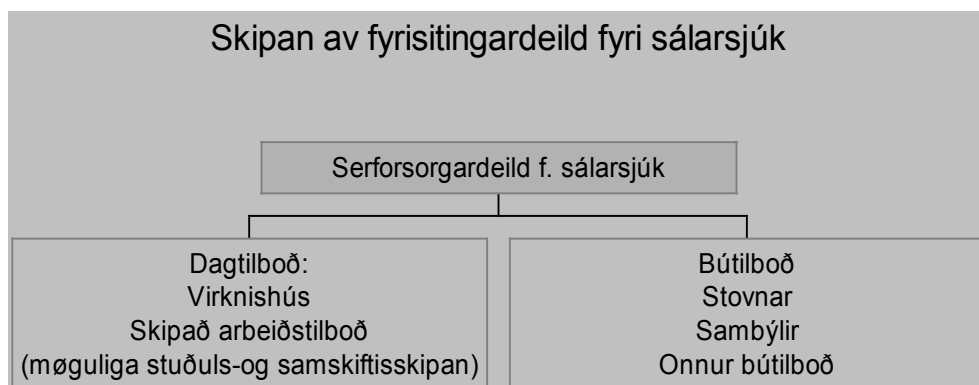 Skipan av fyrisitingardeild fyri sálarsjúk
Serforsorgardeild f. sálarsjúk
Dagtilboð:
Virknishús
Skipað arbeiðstilboð
(møguliga stuðuls-og samskiftisskipan)
Bútilboð
Stovnar
Sambýlir
Onnur bútilboð